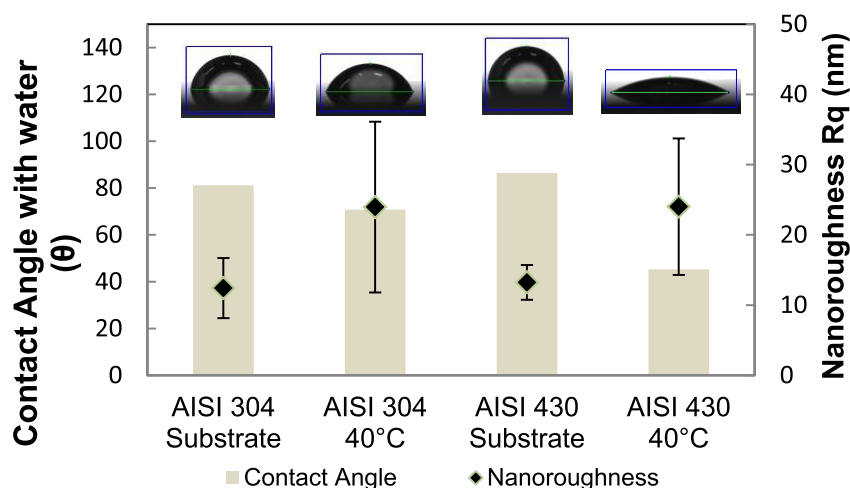 Contact Angle with water
(θ)
140
120
100
80
60
40
20
0
50
40
30
20
10
0
Nanoroughness Rq (nm)
AISI 304
Substrate
AISI 304
40°C
AISI 430
Substrate
AISI 430
40°C
Contact Angle
Nanoroughness